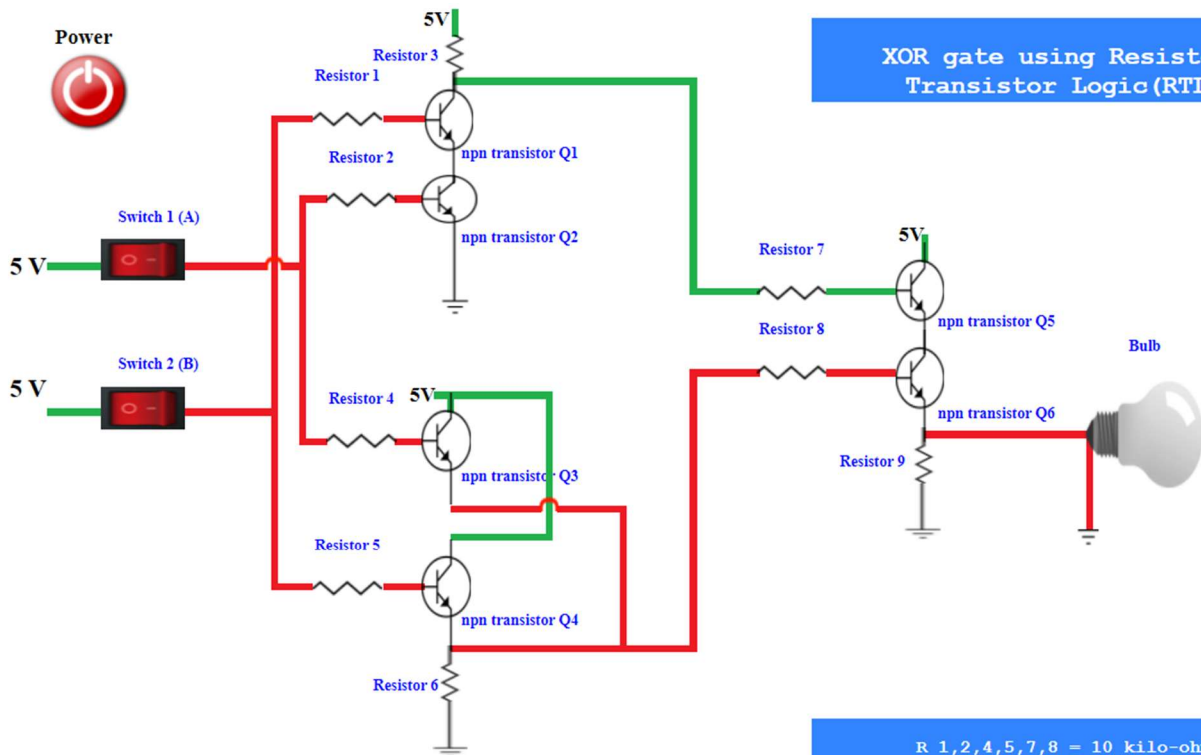 Power
5V
Resistor 3
Resistor 1
npn transistor Q1
Resistor 2
npn transistor Q2
Switch 1 (A)
5 V
Switch 2 (B)
5 V
Resistor 4
5V
npn transistor Q3
Resistor 5
npn transistor Q4
Resistor 6
XOR gate using Resist
Transistor Logic(RTL
5V
Resistor 7
npn transistor Q5
Resistor 8
npn transistor Q6
Resistor 9
Bulb
R 1,2,4,5,7,8 = 10 kilo-oh